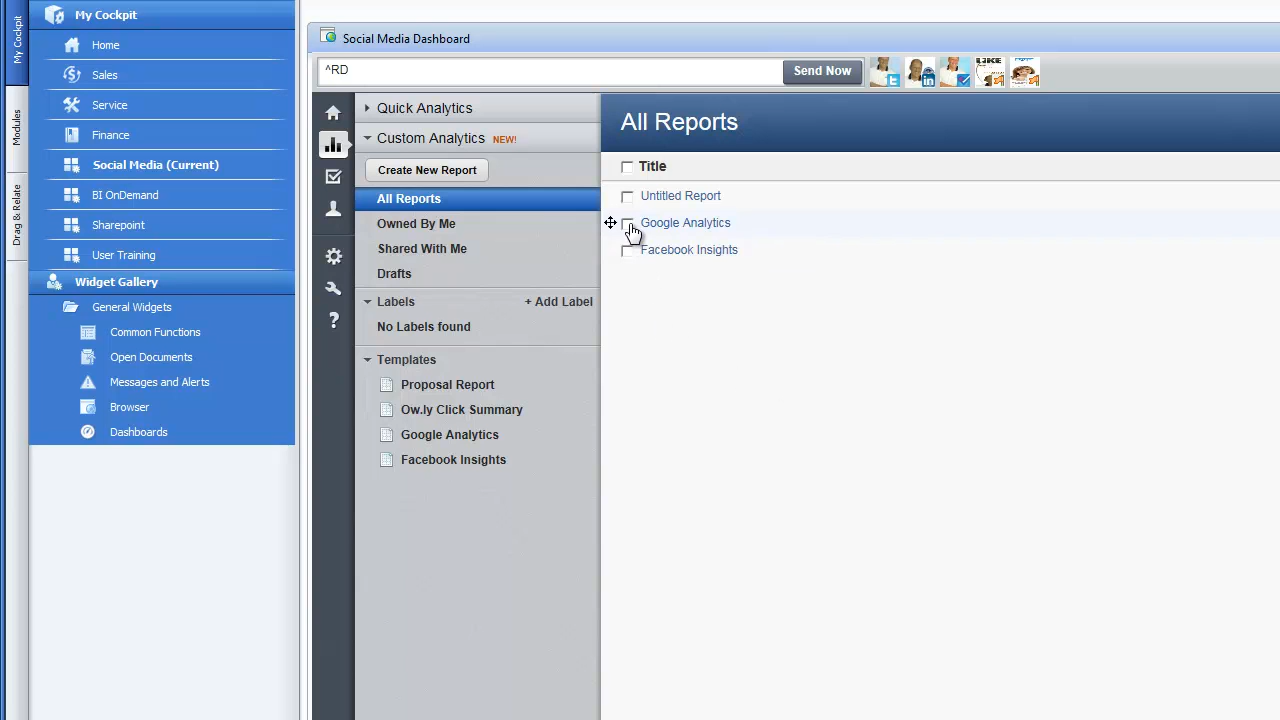 My Cockpit
Modules
Drag & Relate
My Cockpit
Home
Sales
Service
Finance
Social Media (Current)
BI OnDemand
Sharepoint
User Training
Widget Gallery
General Widgets
Common Functions
Open Documents
Messages and Alerts
Browser
Dashboards
Social Media Dashboard
^RD
Send Now
LIKE
Quick Analytics
Custom Analytics NEW!
Create New Report
All Reports
Owned By Me
Shared With Me
Drafts
Labels + Add Label
No Labels found
Templates
Proposal Report
Ow.ly Click Summary
Google Analytics
Facebook Insights
All Reports
Title
Untitled Report
Google Analytics
Facebook Insights